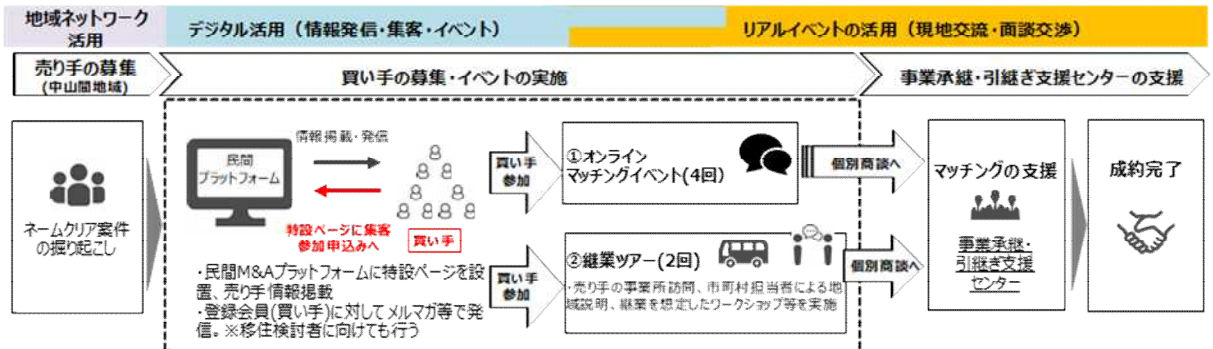 地域ネットワーク
活用
デジタル活用（情報発信・集客・イベント）
リアルイベントの活用（現地交流・面談交渉）
売り手の募集
(中山間地域)
買い手の募集・イベントの実施
事業承継・引継ぎ支援センターの支援
ネームクリア案件
の掘り起こし
民間
プラットフォーム
情報掲載・発信
特設ページに集客
参加申込みへ
買い手
・民間M&Aプラットフォームに特設ページを設
置、売り手情報掲載
・登録会員(買い手)に対してメルマガ等で発
信。※移住検討者に向けても行う
買い手
参加
①オンライン
マッチングイベント(4回)
個別商談へ
買い手
参加
②継業ツアー(2回)
・売り手の事業所訪問、市町村担当者による地
域説明、継業を想定したワークショップ等を実施
個別商談へ
マッチングの支援
事業承継・
引継ぎ支援
センター
成約完了